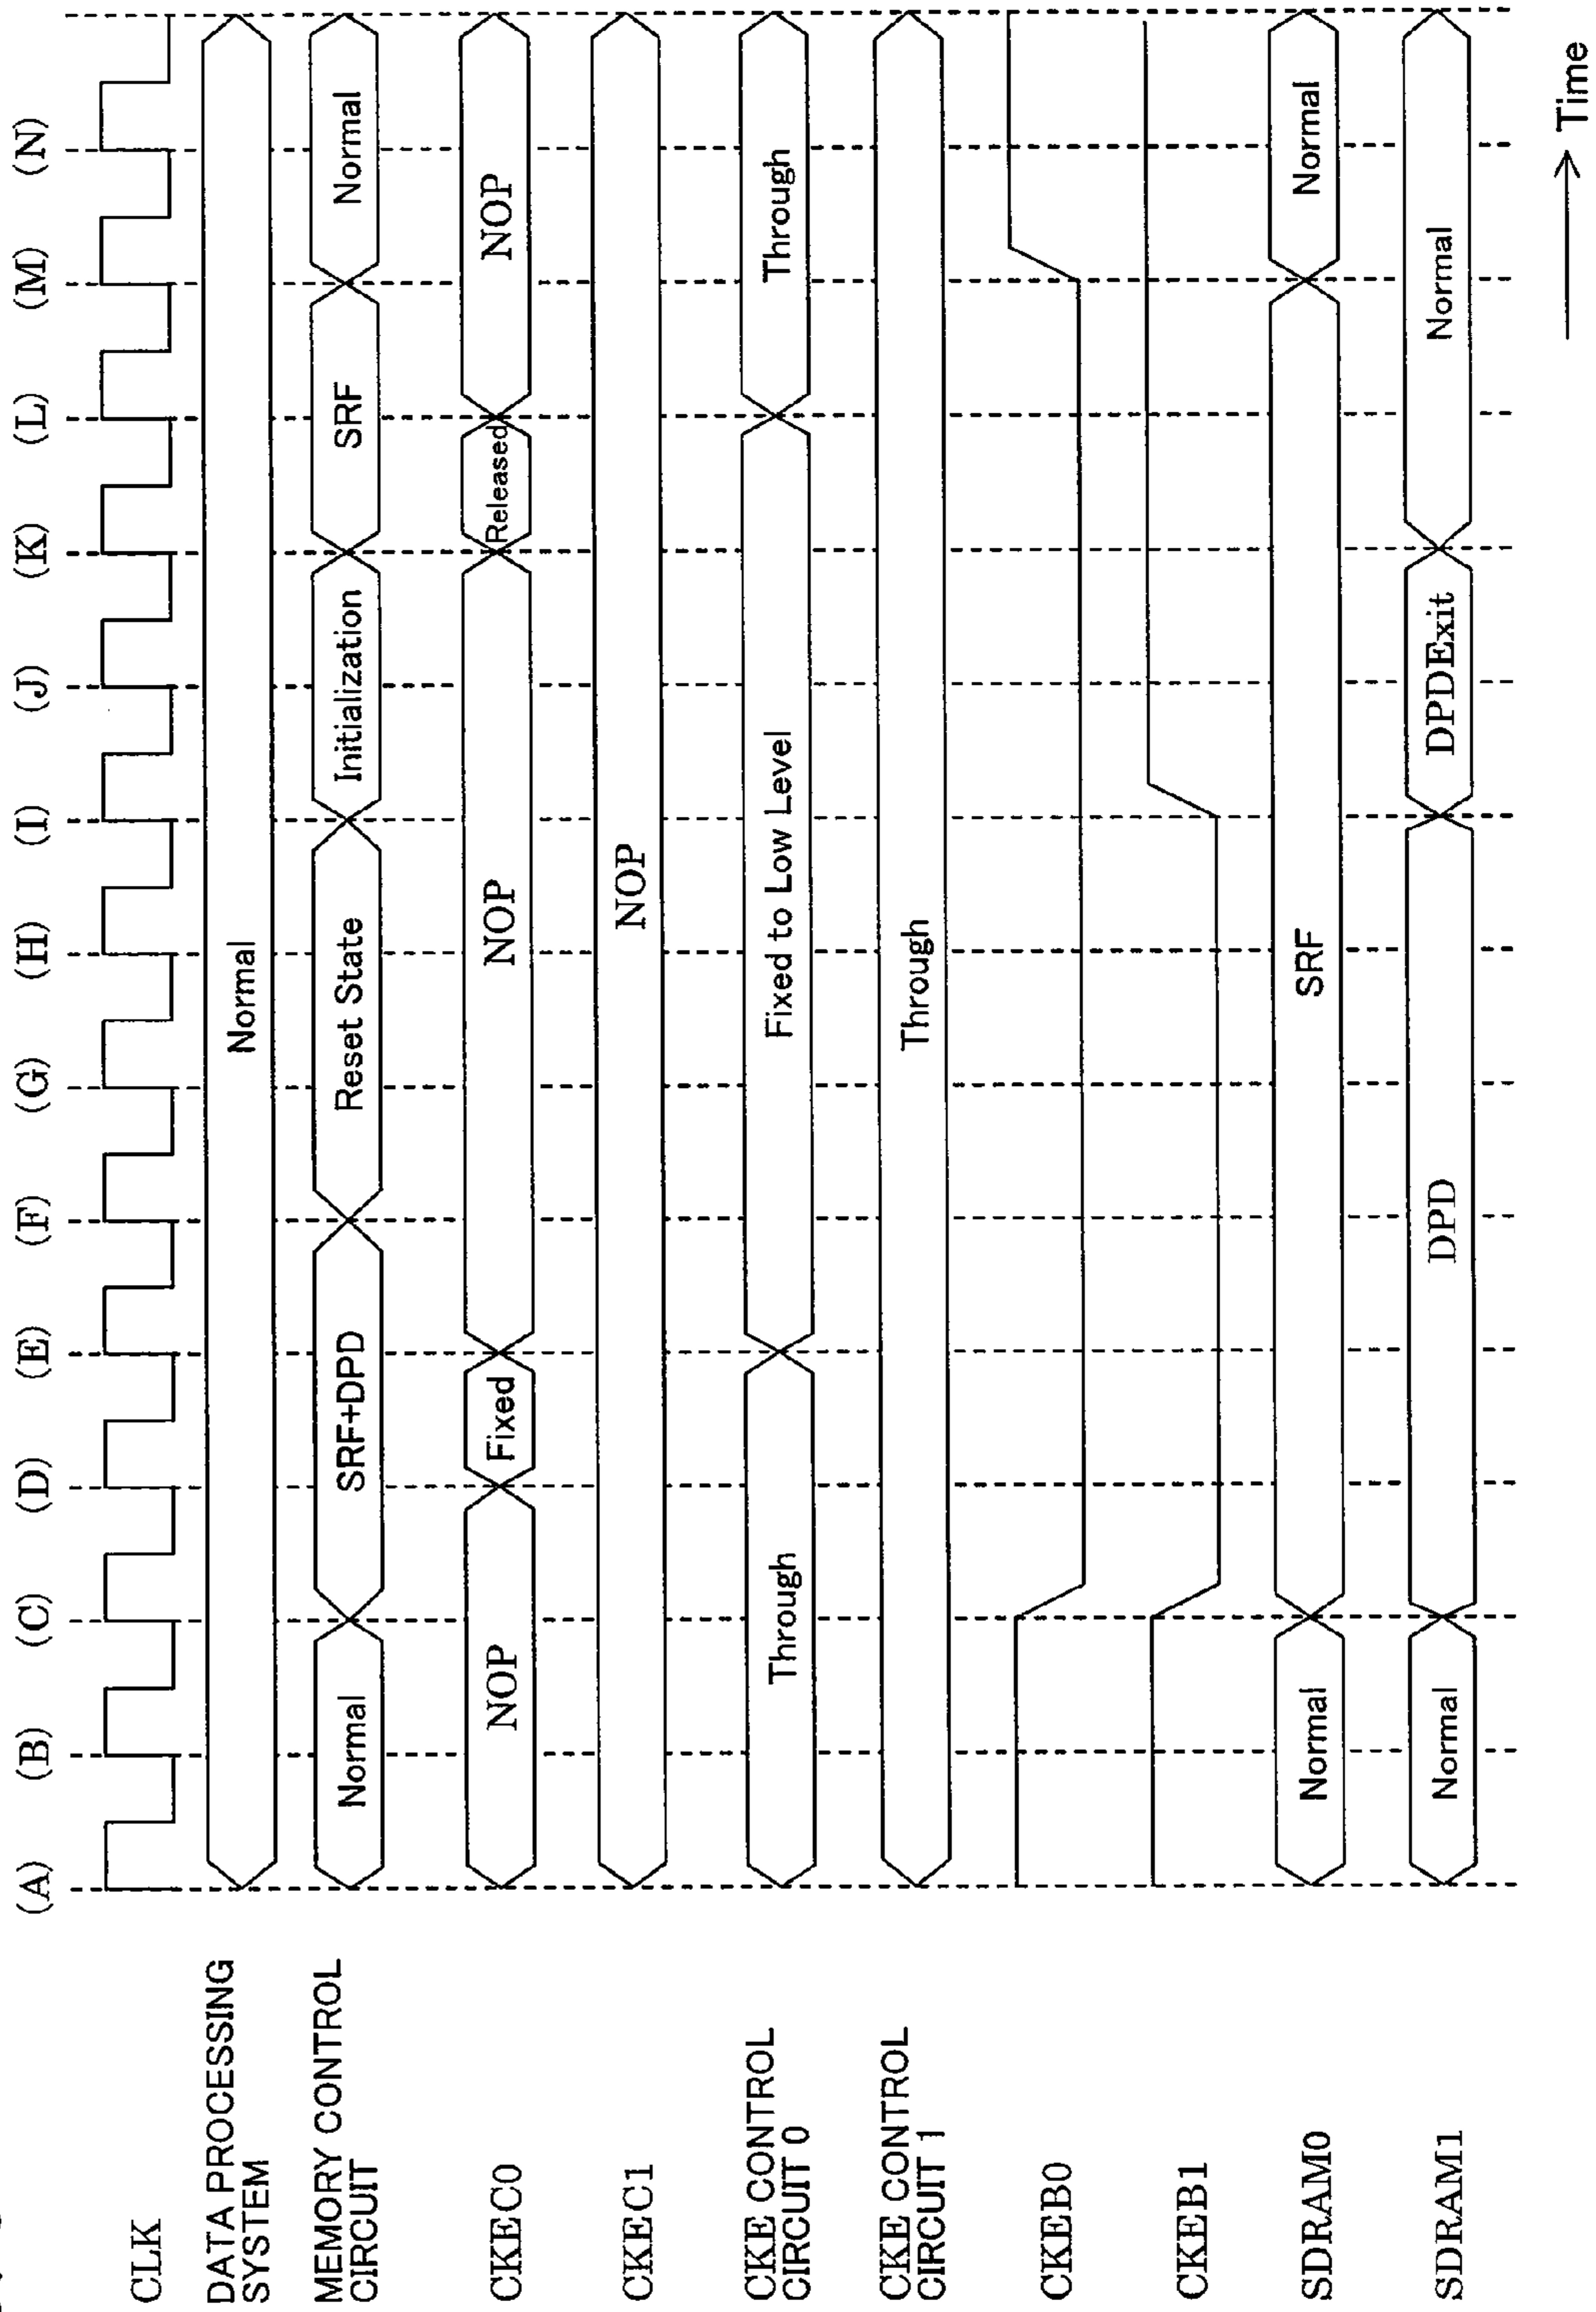 (A) (B) (C) (D) (E) (F) (G) (H) (I) (J) (K) (L) (M) (N)
CLK
DATA PROCESSING
SYSTEM
Normal
MEMORY CONTROL
CIRCUIT
Normal SRF+DPD Reset State Initialization SRF Normal
CKEC0
NOP Fixed NOP Released NOP
CKEC1
NOP
CKE CONTROL
CIRCUIT 0
Through Fixed to Low Level Through
CKE CONTROL
CIRCUIT 1
Through
CKEB0
CKEB1
SDRAM0
Normal SRF Normal
SDRAM1
Normal DPD DPDExit Normal
Time